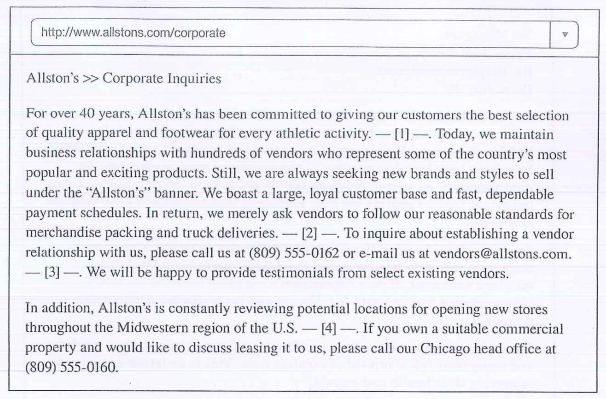 http://www.allstons.com/corporate
Allston's >> Corporate Inquiries
For over 40 years, Allston's has been committed to giving our customers the best selection
of quality apparel and footwear for every athletic activity. — [1] —. Today, we maintain
business relationships with hundreds of vendors who represent some of the country's most
popular and exciting products. Still, we are always seeking new brands and styles to sell
under the “Allston's” banner. We boast a large, loyal customer base and fast, dependable
payment schedules. In return, we merely ask vendors to follow our reasonable standards for
merchandise packing and truck deliveries. — [2] —. To inquire about establishing a vendor
relationship with us, please call us at (809) 555-0162 or e-mail us at vendors@allstons.com.
— [3] —. We will be happy to provide testimonials from select existing vendors.
In addition, Allston's is constantly reviewing potential locations for opening new stores
throughout the Midwestern region of the U.S. — [4] —. If you own a suitable commercial
property and would like to discuss leasing it to us, please call our Chicago head office at
(809) 555-0160.